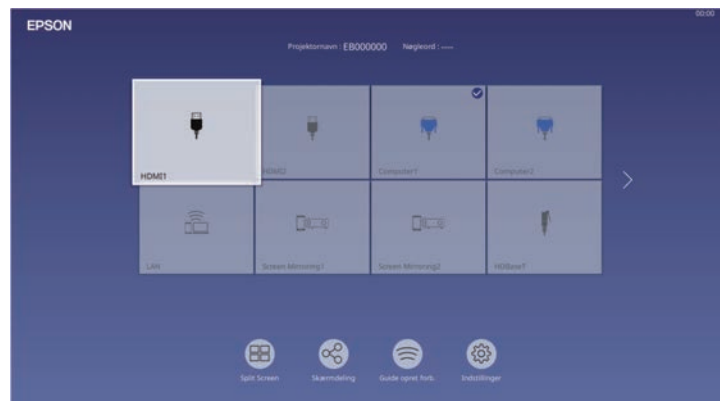 EPSON
00:00
Projektornavn : EB000000 Nøgleord : ----
HDMI1
HDMI2
Computer1
Computer2
LAN
Screen Mirroring1
Screen Mirroring2
HDBaseT
Split Screen
Skærmdeling
Guide opret forb.
Indstillinger